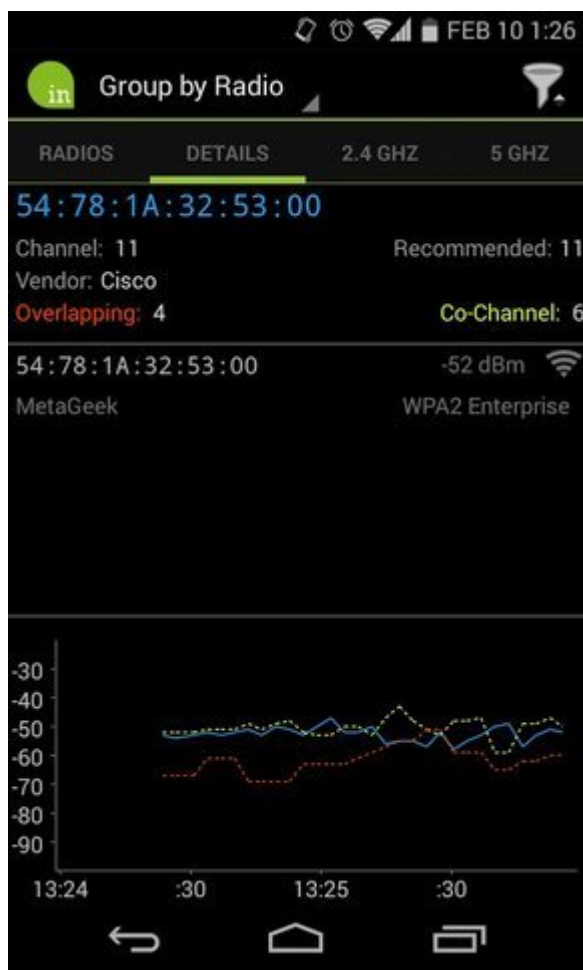 FEB 10 1:26
in Group by Radio
RADIOS DETAILS 2.4 GHZ 5 GHZ
54:78:1A:32:53:00
Channel: 11 Recommended: 11
Vendor: Cisco
Overlapping: 4 Co-Channel: 6
54:78:1A:32:53:00 -52 dBm
MetaGeek WPA2 Enterprise
-30
-40
-50
-60
-70
-80
-90
13:24 :30 13:25 :30